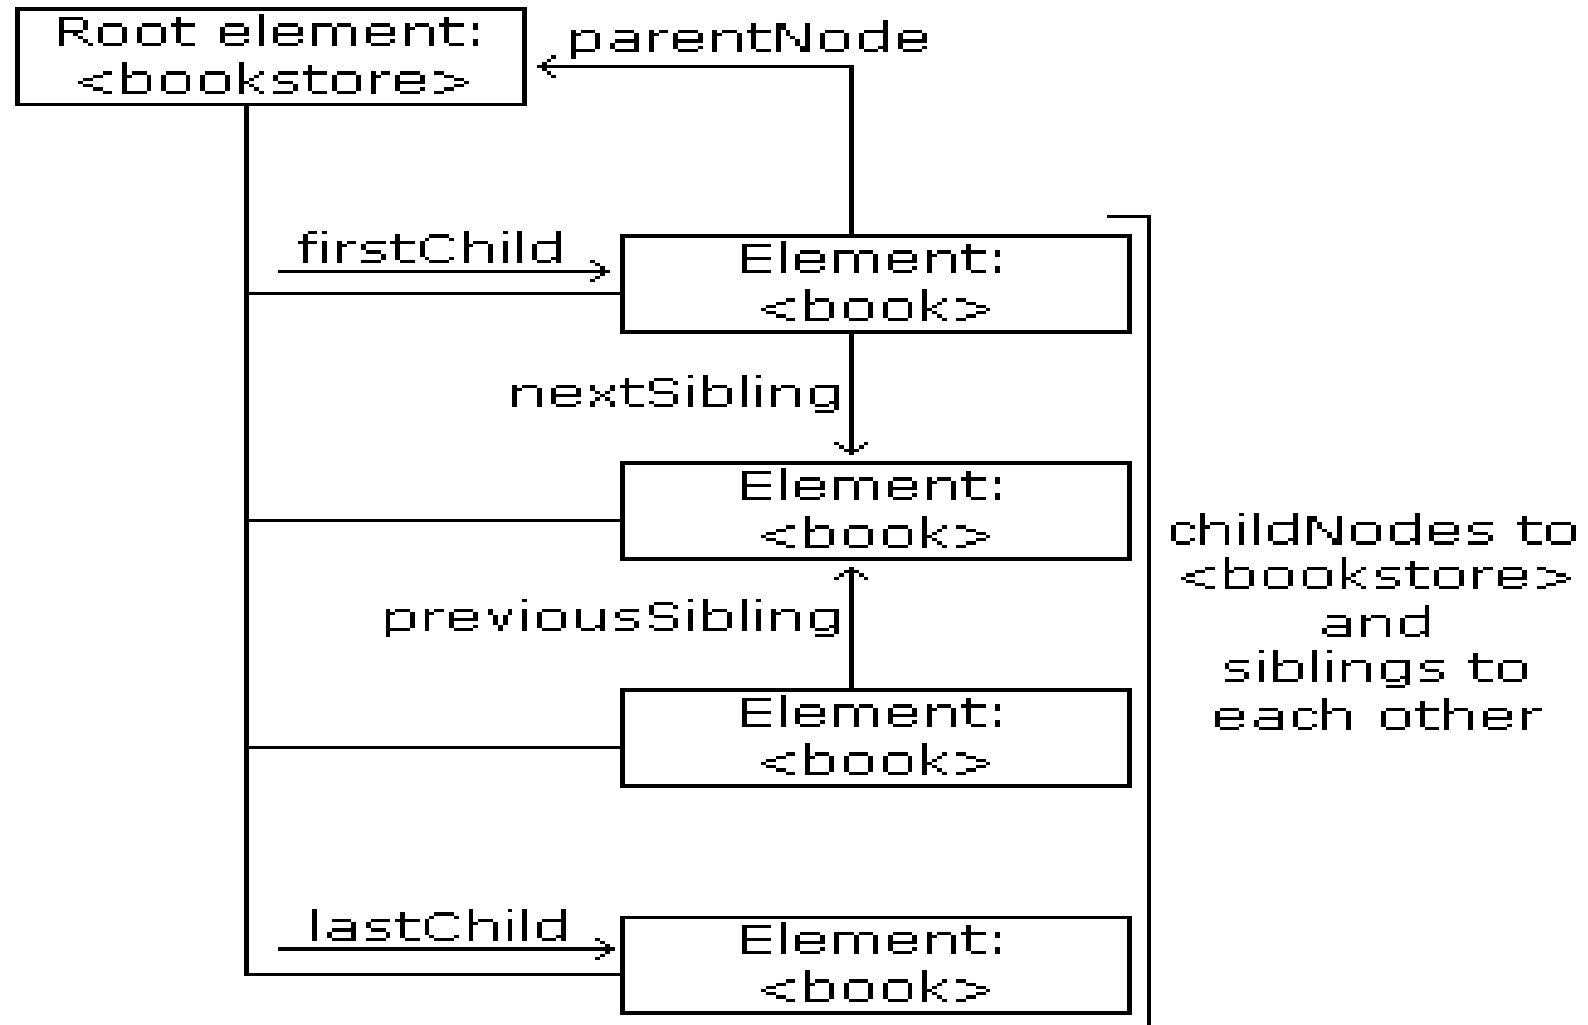 Root element:
<bookstore>
parentNode
firstChild
Element:
<book>
nextSibling
Element:
<book>
previousSibling
Element:
<book>
lastChild
Element:
<book>
childNodes to
<bookstore>
and
siblings to
each other